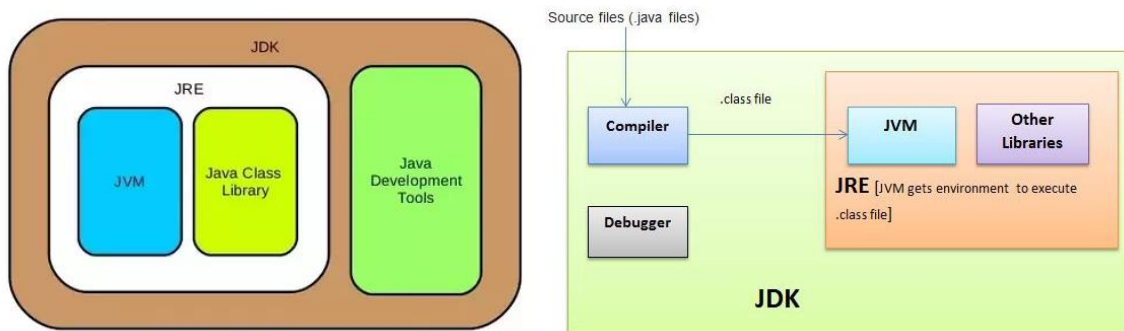 JDK
JRE
JVM
Java Class
Library
Java
Development
Tools
Source files (.java files)
.class file
Compiler
JVM
Other
Libraries
JRE [JVM gets environment to execute
.class file]
Debugger
JDK